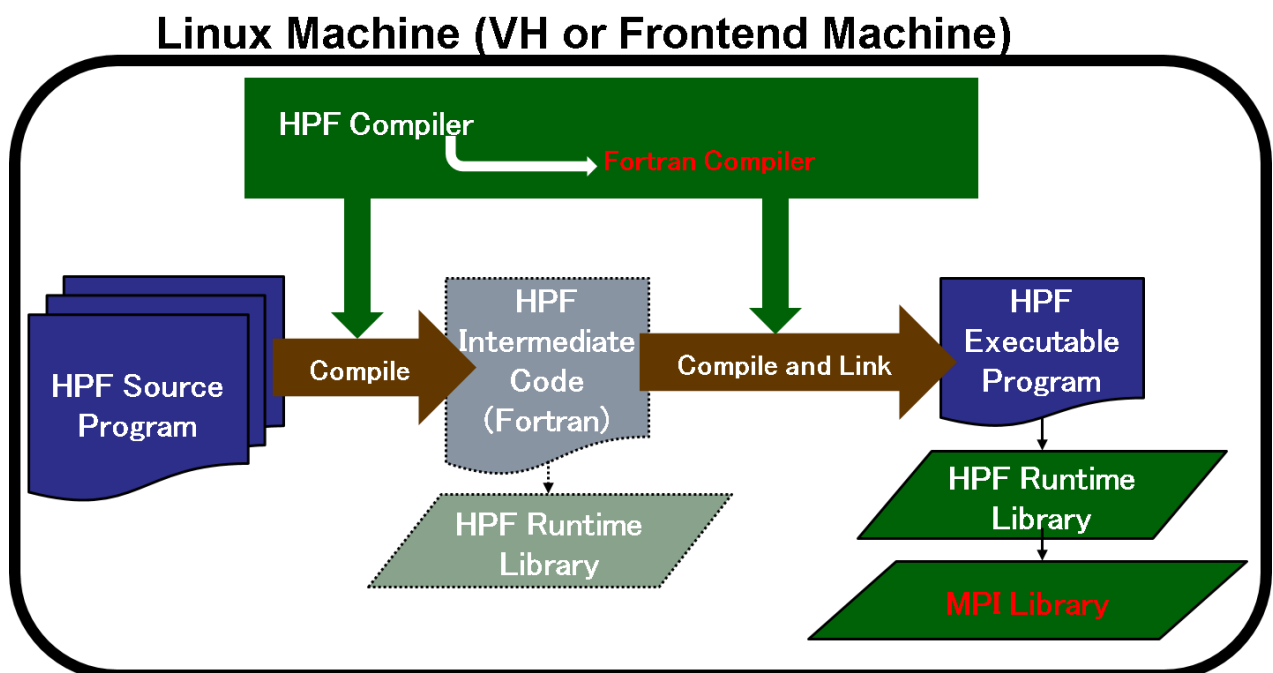 Linux Machine (VH or Frontend Machine)
HPF Compiler
Fortran Compiler
HPF Source
Program
Compile
HPF
Intermediate
Code
(Fortran)
Compile and Link
HPF
Executable
Program
HPF Runtime
Library
HPF Runtime
Library
MPI Library